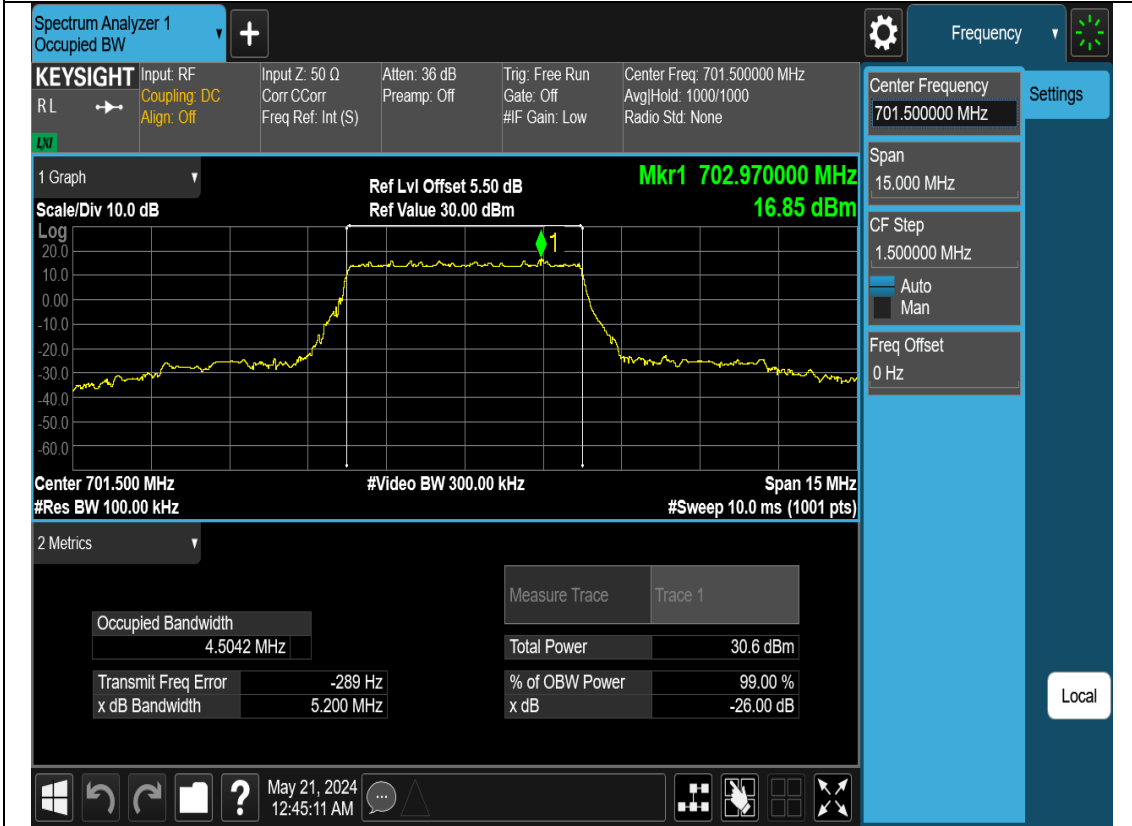 Spectrum Analyzer 1
Occupied BW
+
Frequency
KEYSIGHT
R L
LXI
Input: RF
Coupling: DC
Align: Off
Input Z: 50 Ω
Corr CCorr
Freq Ref: Int (S)
Atten: 36 dB
Preamp: Off
Trig: Free Run
Gate: Off
#IF Gain: Low
Center Freq: 701.500000 MHz
Avg|Hold: 1000/1000
Radio Std: None
Center Frequency
701.500000 MHz
Settings
Span
15.000 MHz
CF Step
1.500000 MHz
Auto
Man
Freq Offset
0 Hz
Local
1 Graph
Scale/Div 10.0 dB
Ref Lvl Offset 5.50 dB
Ref Value 30.00 dBm
Mkr1 702.970000 MHz
16.85 dBm
Log
1
20.0
10.0
0.00
-10.0
-20.0
-30.0
-40.0
-50.0
-60.0
Center 701.500 MHz
#Video BW 300.00 kHz
Span 15 MHz
#Res BW 100.00 kHz
#Sweep 10.0 ms (1001 pts)
2 Metrics
Measure Trace Trace 1
Occupied Bandwidth
4.5042 MHz
Total Power 30.6 dBm
Transmit Freq Error -289 Hz
% of OBW Power 99.00 %
x dB Bandwidth 5.200 MHz
x dB -26.00 dB
?
May 21, 2024
12:45:11 AM